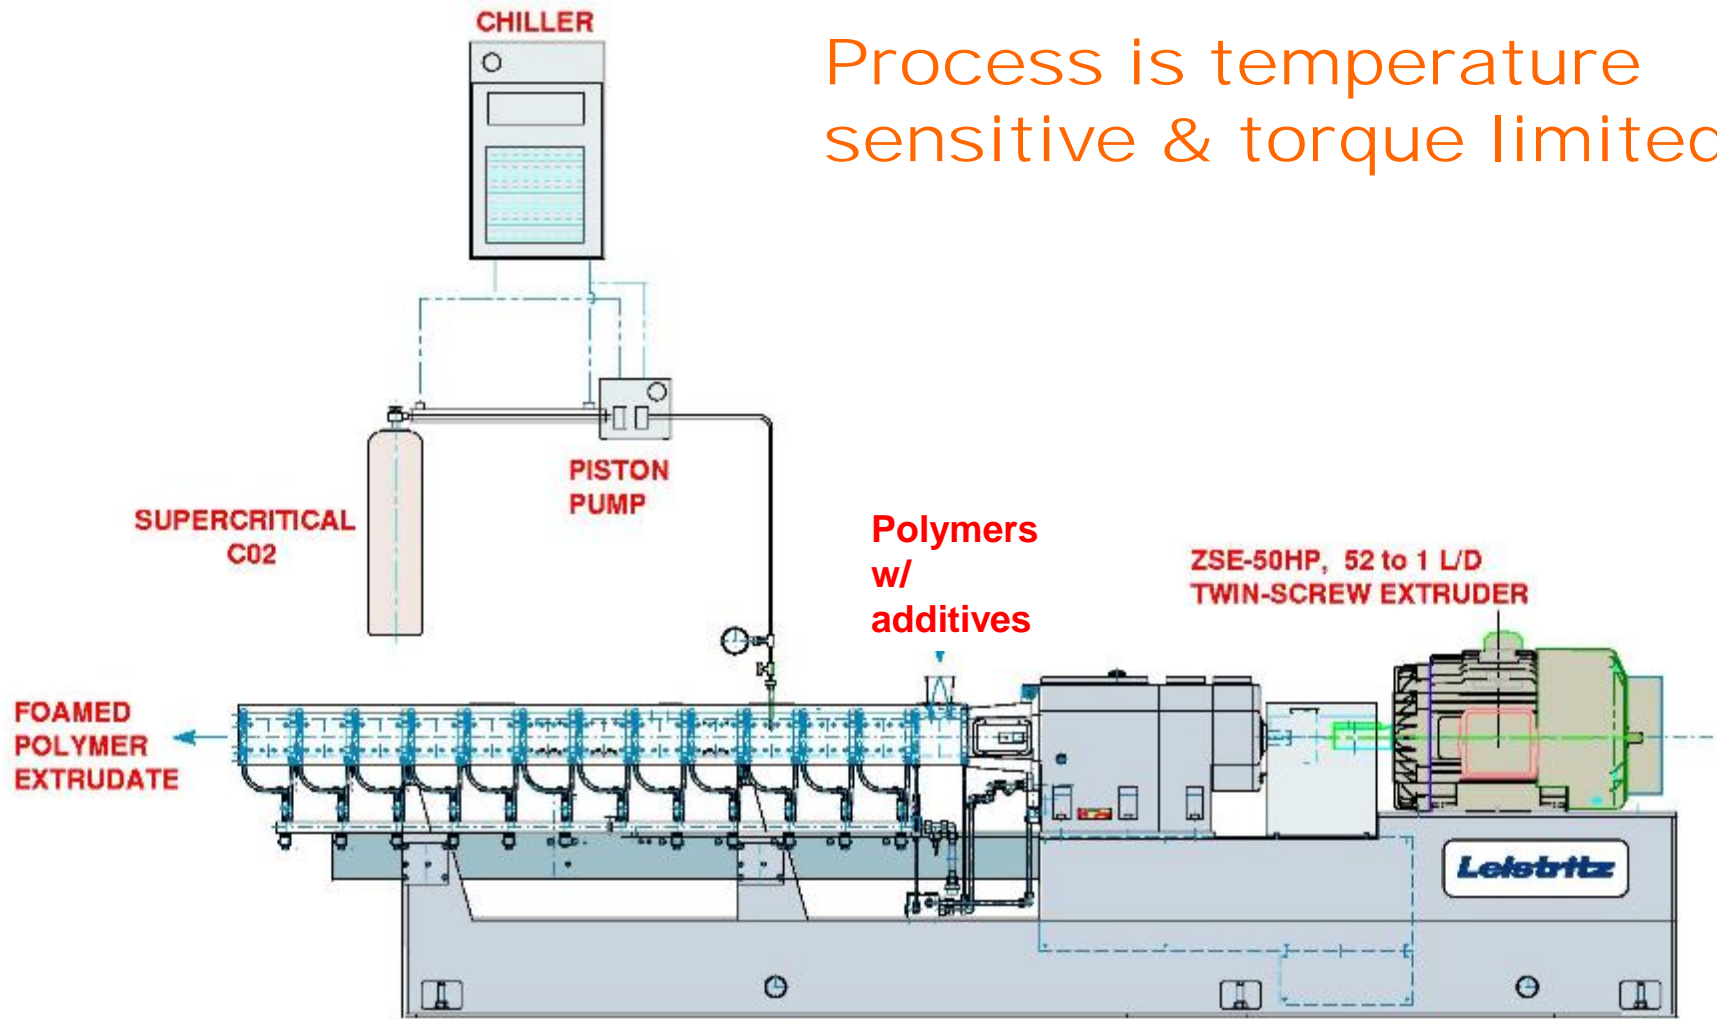 CHILLER
Process is temperature
sensitive & torque limited
PISTON
PUMP
SUPERCRITICAL
C02
Polymers
w/
additives
ZSE-50HP, 52 to 1 L/D
TWIN-SCREW EXTRUDER
FOAMED
POLYMER
EXTRUDATE
Leistritz